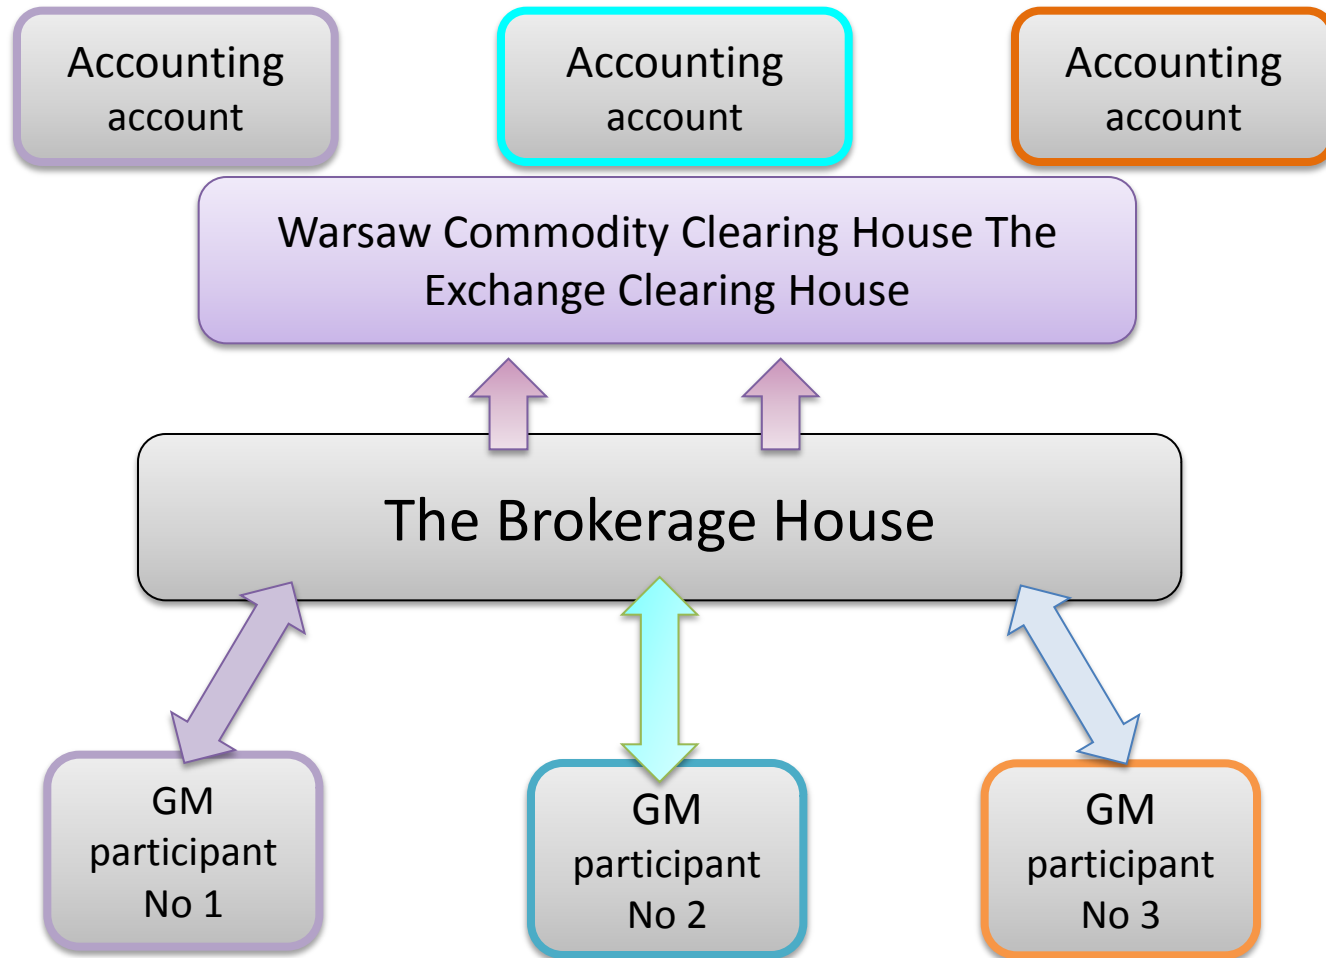 Accounting
account
Accounting
account
Accounting
account
Warsaw Commodity Clearing House The
Exchange Clearing House
The Brokerage House
GM
participant
No 1
GM
participant
No 2
GM
participant
No 3